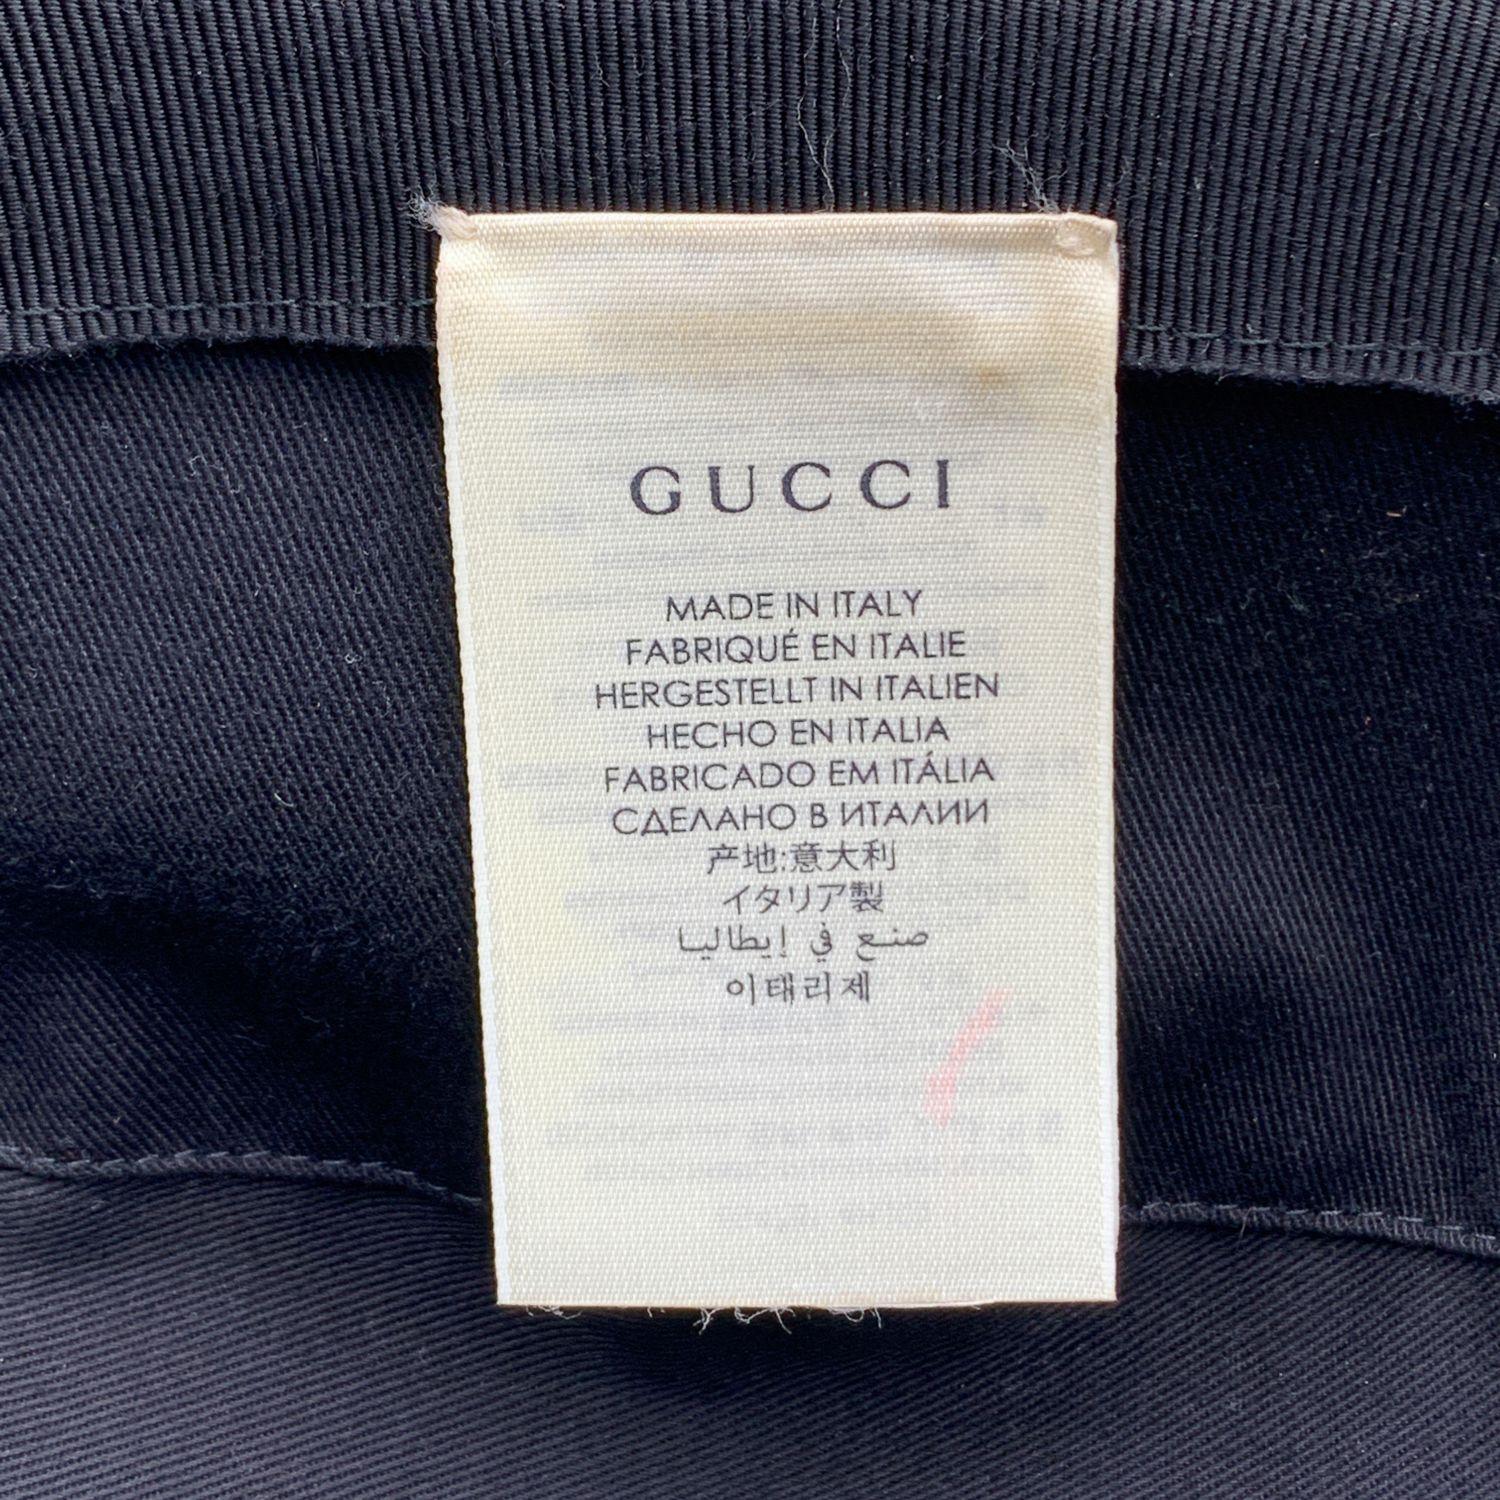 GUCCI
MADE IN ITALY
FABRIQUÉ EN ITALIE
HERGESTELLT IN ITALIEN
HECHO EN ITALIA
FABRICADO EM ITÁLIA
СДЕЛАНО В ИТАЛИИ
产地:意大利
イタリア製
صنع في إيطاليا
이태리제